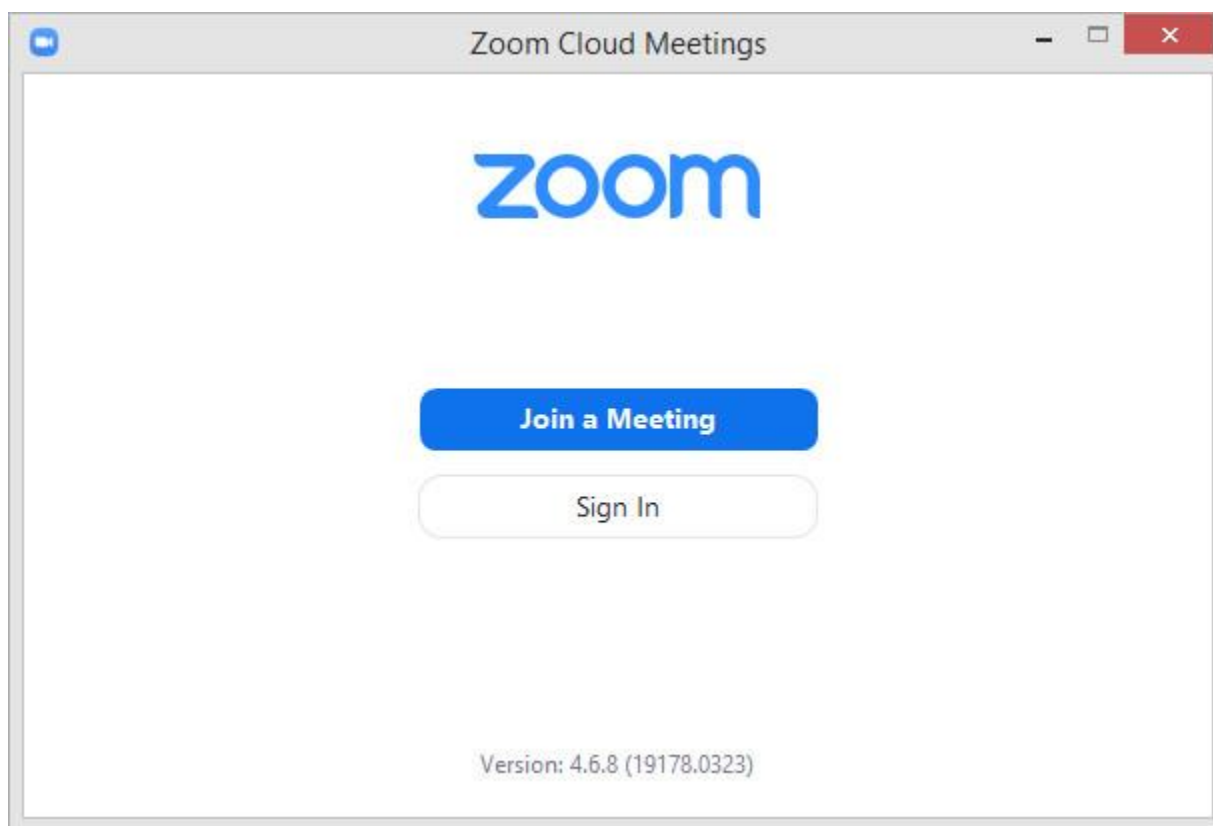 Zoom Cloud Meetings
zoom
Join a Meeting
Sign In
Version: 4.6.8 (19178.0323)